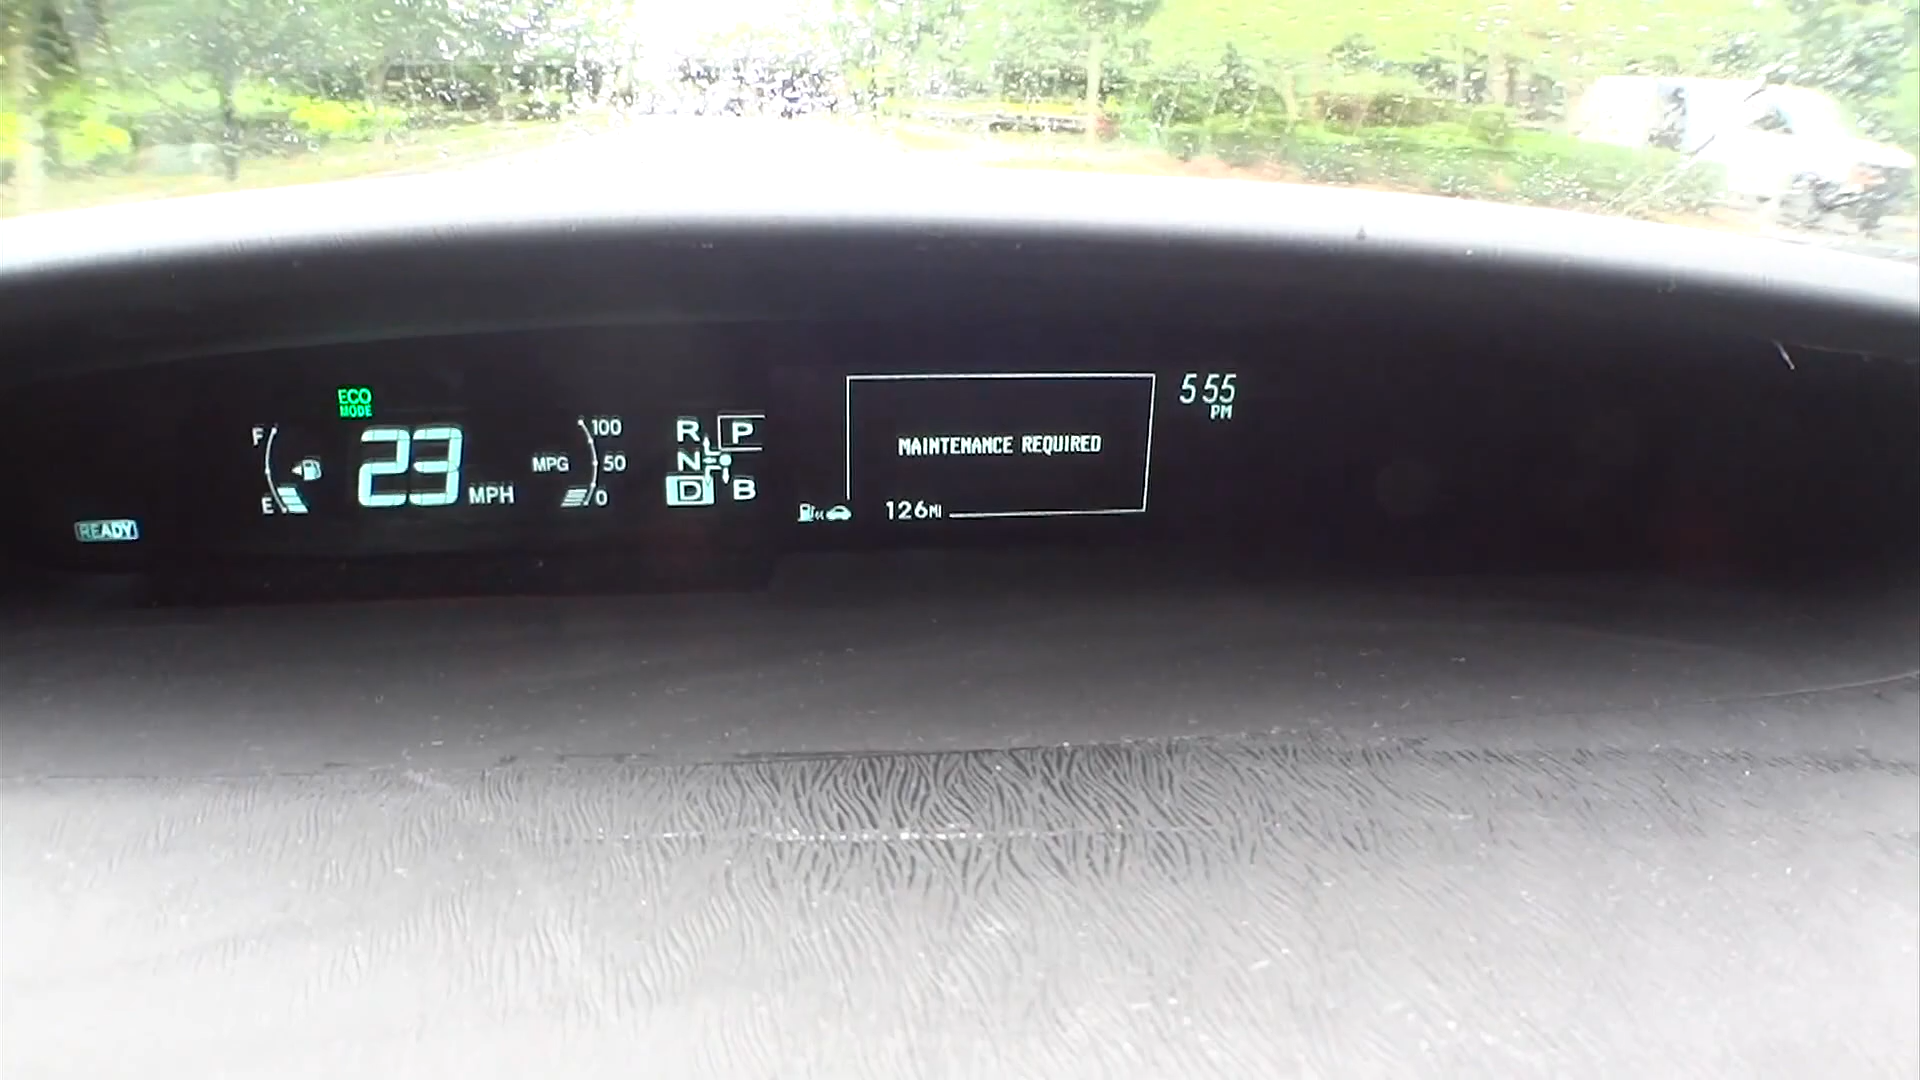 ECO
MODE
F
E
23 MPH
MPG
100
50
0
R P
N
D B
MAINTENANCE REQUIRED
126MI
5 55
PM
READY